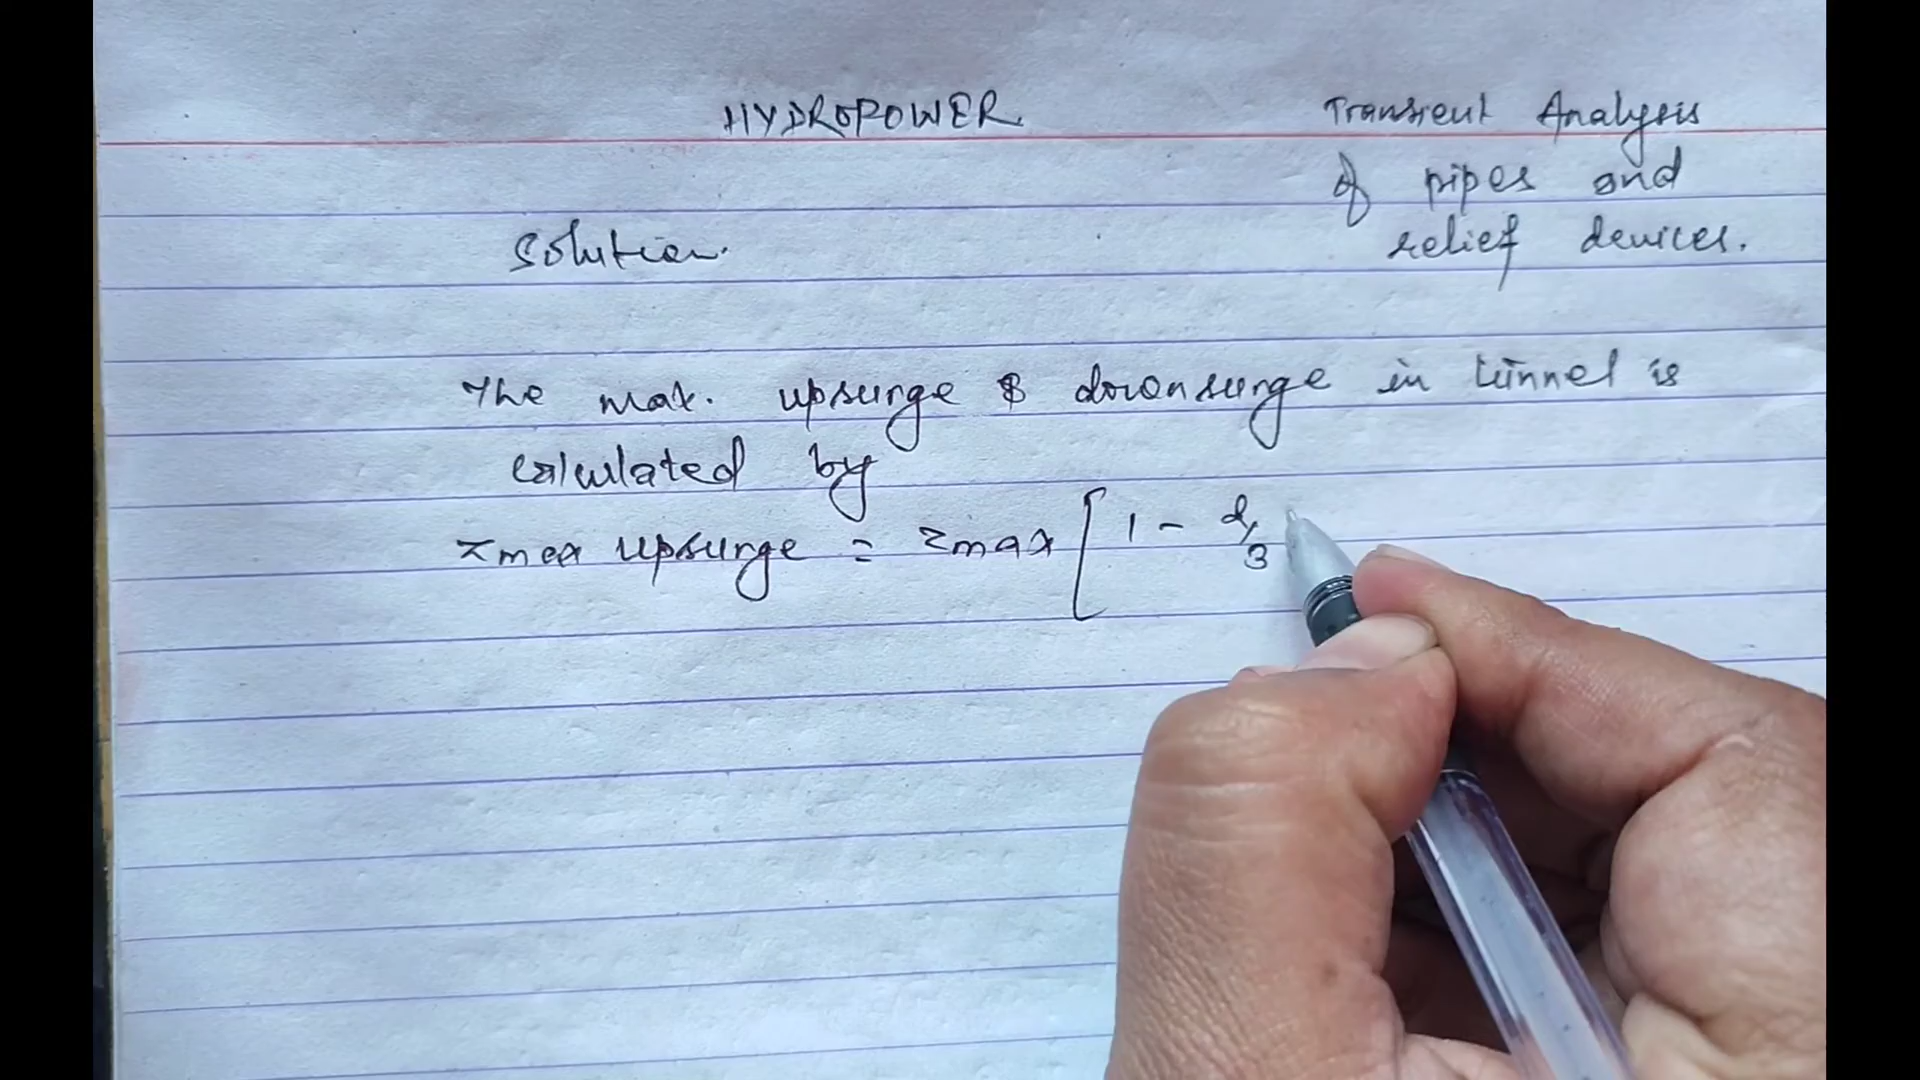 HYDROPOWER
Transient Analysis
of pipes and
relief devices.
Solution.
The max. upsurge & downsurge in tunnel is
calculated by
zmax upsurge = zmax [ 1 - 2/3